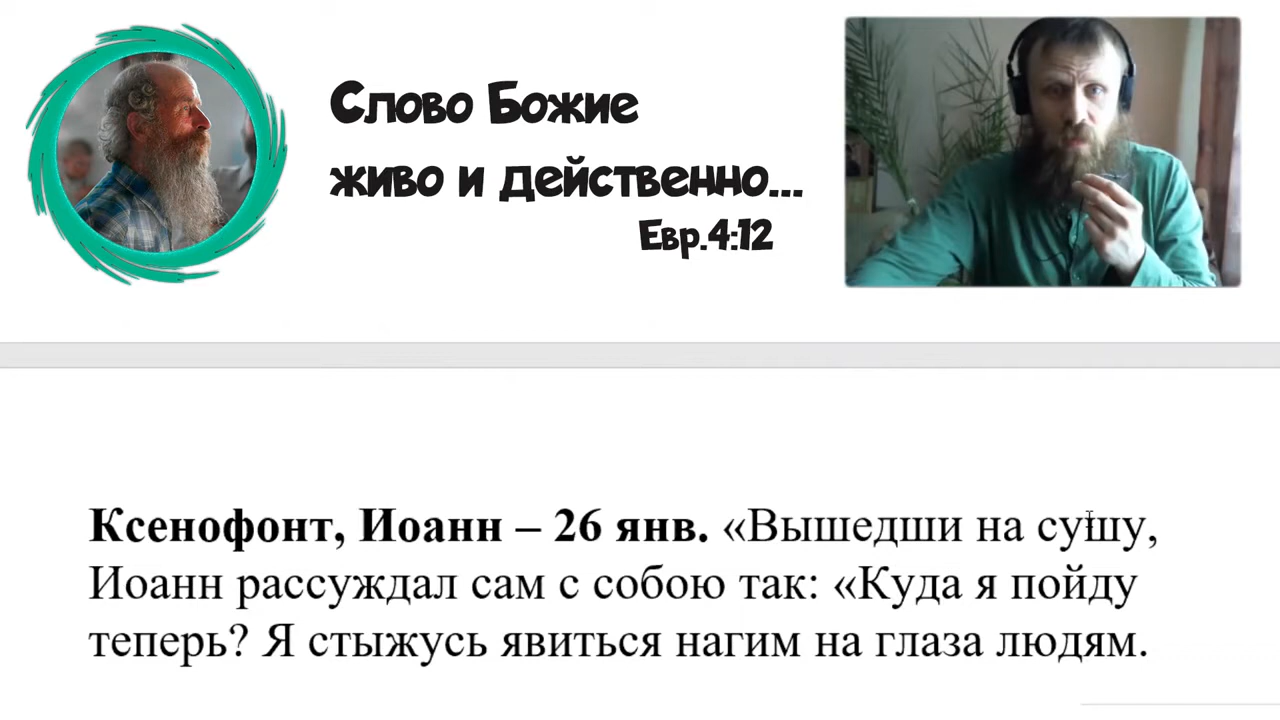 Слово Божие
живо и действенно...
Евр.4:12
Ксенофонт, Иоанн – 26 янв. «Вышедши на сушу,
Иоанн рассуждал сам с собою так: «Куда я пойду
теперь? Я стыжусь явиться нагим на глаза людям.